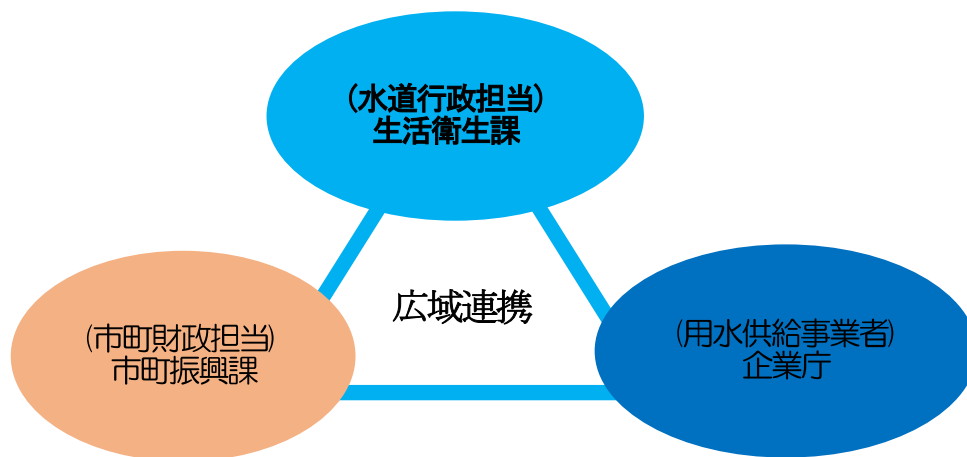 (水道行政担当)
生活衛生課
広域連携
(市町財政担当)
市町振興課
(用水供給事業者)
企業庁